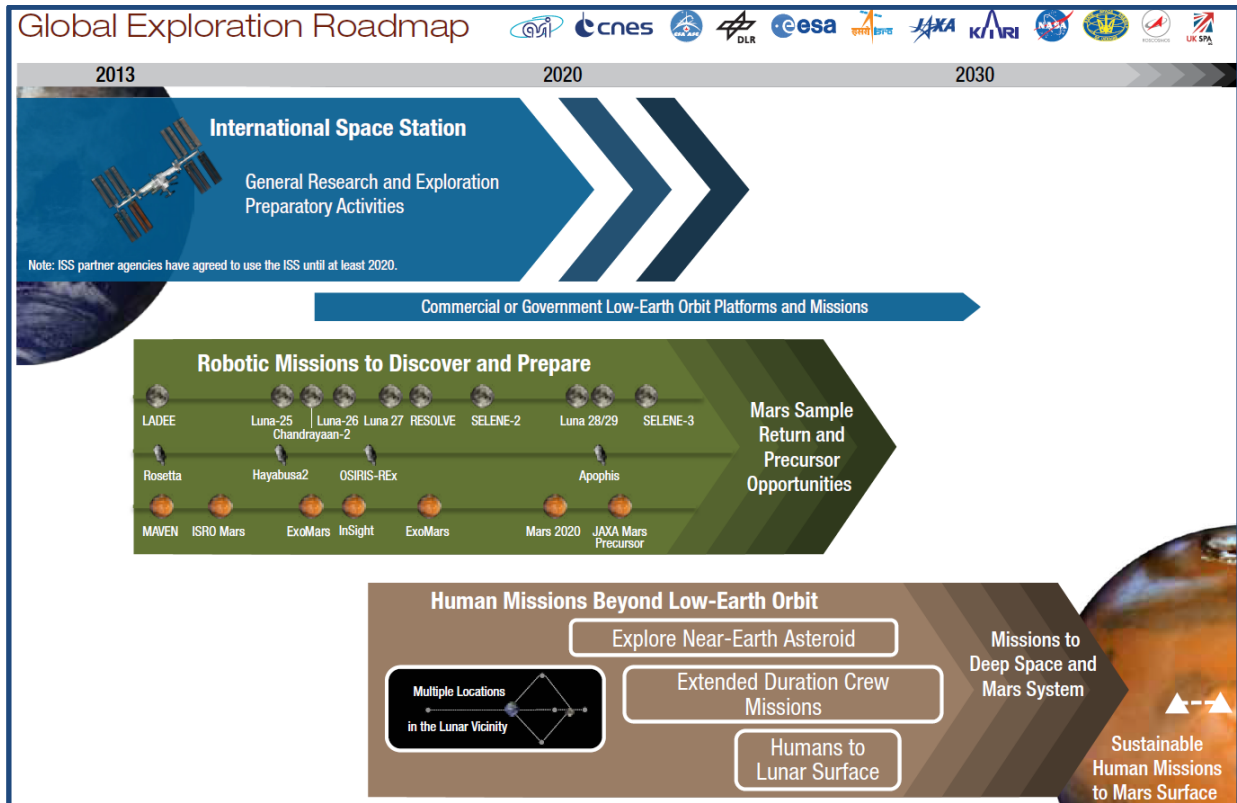 Global Exploration Roadmap
asi cnes CSA ASC DLR esa इसरो isro JAXA KARI NASA ROSCOSMOS UK SPA
2013 2020 2030
International Space Station
General Research and Exploration
Preparatory Activities
Note: ISS partner agencies have agreed to use the ISS until at least 2020.
Commercial or Government Low-Earth Orbit Platforms and Missions
Robotic Missions to Discover and Prepare
LADEE Luna-25 Luna-26 Luna 27 RESOLVE SELENE-2 Luna 28/29 SELENE-3
Chandrayaan-2
Rosetta Hayabusa2 OSIRIS-REx Apophis
MAVEN ISRO Mars ExoMars InSight ExoMars Mars 2020 JAXA Mars
Precursor
Mars Sample
Return and
Precursor
Opportunities
Human Missions Beyond Low-Earth Orbit
Explore Near-Earth Asteroid
Multiple Locations
in the Lunar Vicinity
Extended Duration Crew
Missions
Humans to
Lunar Surface
Missions to
Deep Space and
Mars System
Sustainable
Human Missions
to Mars Surface